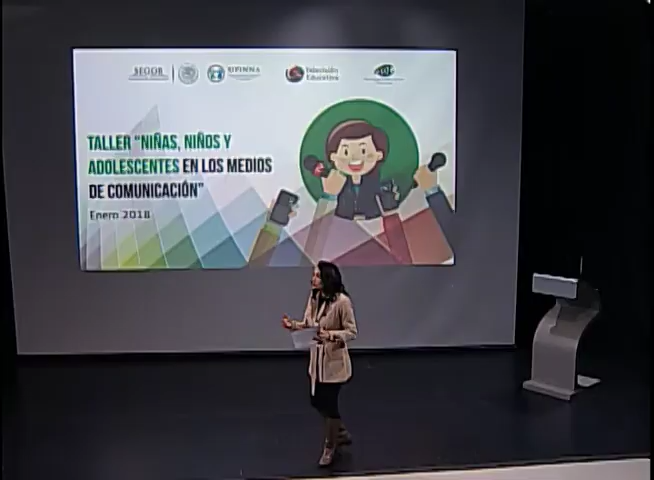 SEGOB SIPINNA Televisión
Educativa
TALLER "NIÑAS, NIÑOS Y
ADOLESCENTES EN LOS MEDIOS
DE COMUNICACIÓN"
Enero 2018